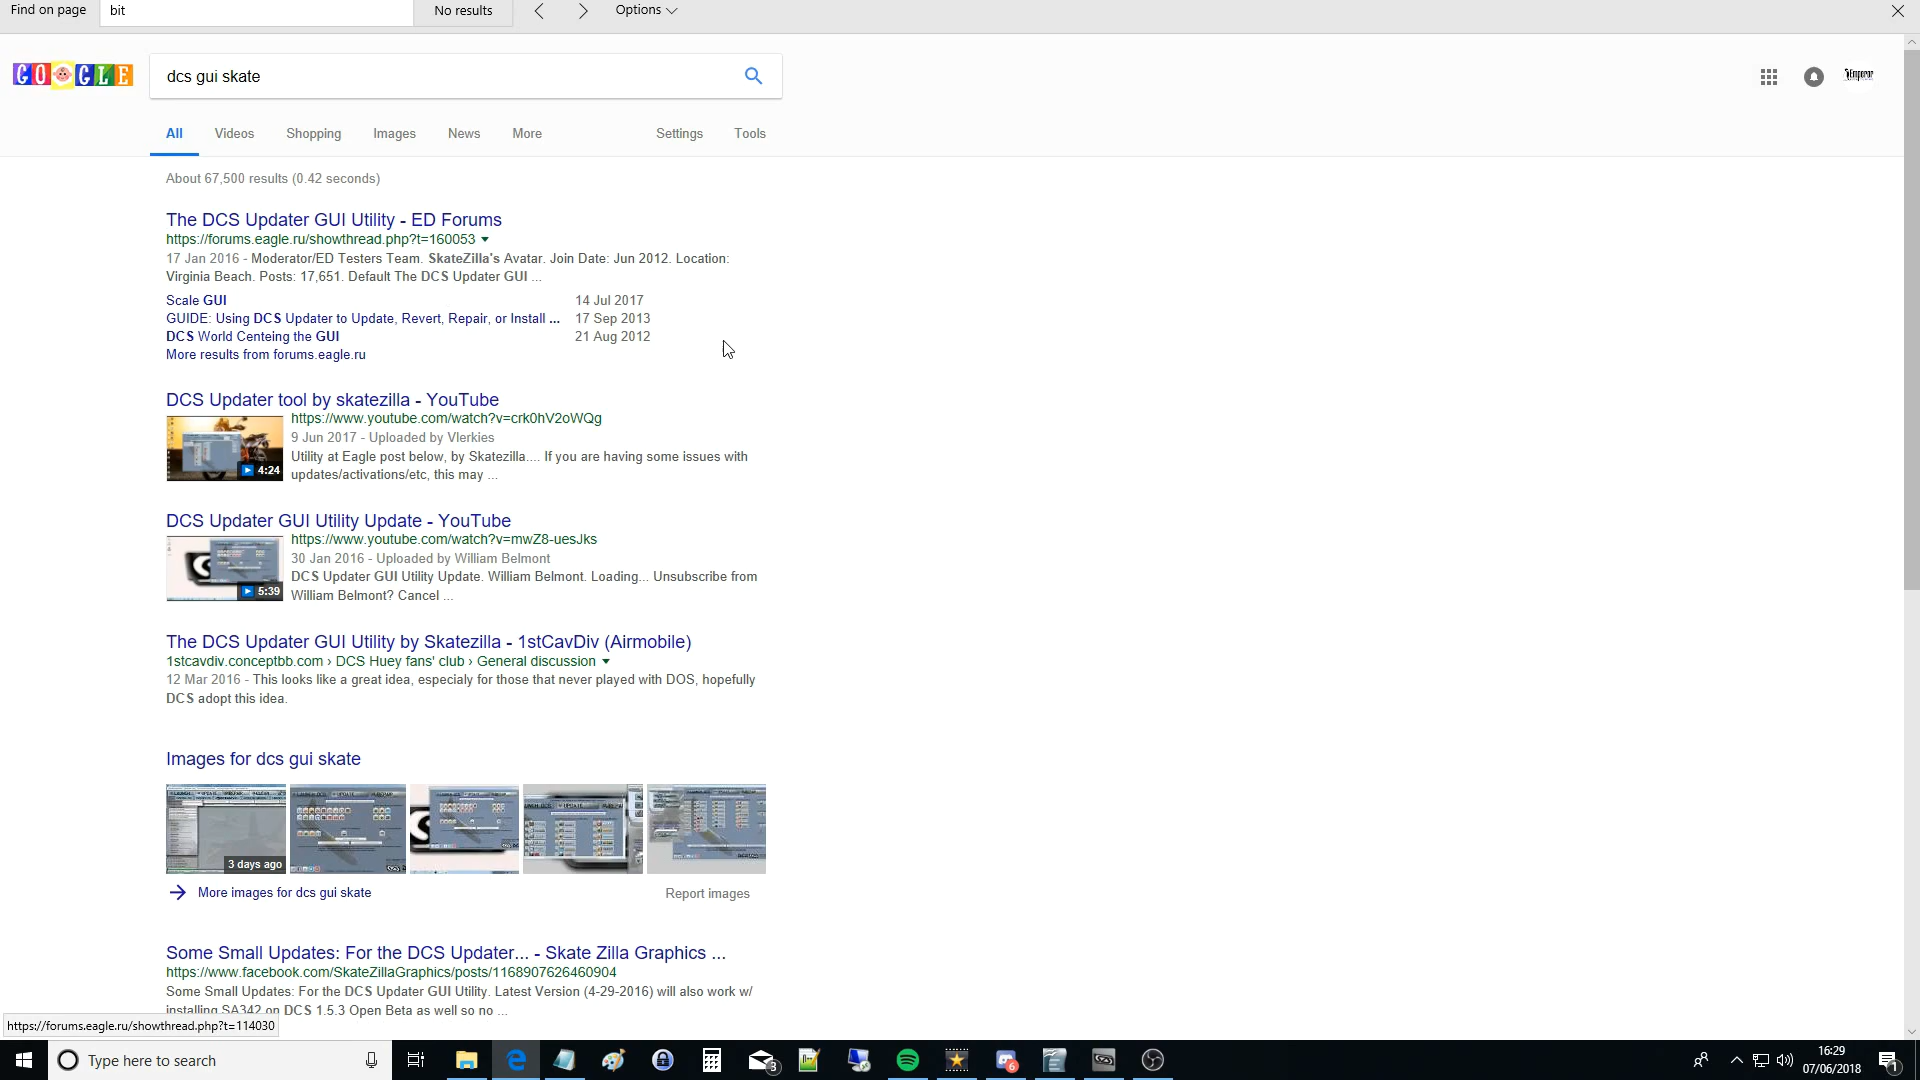 Find on page
bit
No results
Options
GOOGLE
dcs gui skate
Emperor
All
Videos
Shopping
Images
News
More
Settings
Tools
About 67,500 results (0.42 seconds)
The DCS Updater GUI Utility - ED Forums
https://forums.eagle.ru/showthread.php?t=160053
17 Jan 2016 - Moderator/ED Testers Team. SkateZilla's Avatar. Join Date: Jun 2012. Location:
Virginia Beach. Posts: 17,651. Default The DCS Updater GUI ...
Scale GUI 14 Jul 2017
GUIDE: Using DCS Updater to Update, Revert, Repair, or Install ... 17 Sep 2013
DCS World Centeing the GUI 21 Aug 2012
More results from forums.eagle.ru
DCS Updater tool by skatezilla - YouTube
https://www.youtube.com/watch?v=crk0hV2oWQg
9 Jun 2017 - Uploaded by Vlerkies
Utility at Eagle post below, by Skatezilla.... If you are having some issues with
updates/activations/etc, this may ...
4:24
DCS Updater GUI Utility Update - YouTube
https://www.youtube.com/watch?v=mwZ8-uesJks
30 Jan 2016 - Uploaded by William Belmont
DCS Updater GUI Utility Update. William Belmont. Loading... Unsubscribe from
William Belmont? Cancel ...
5:39
The DCS Updater GUI Utility by Skatezilla - 1stCavDiv (Airmobile)
1stcavdiv.conceptbb.com › DCS Huey fans' club › General discussion
12 Mar 2016 - This looks like a great idea, especialy for those that never played with DOS, hopefully
DCS adopt this idea.
Images for dcs gui skate
3 days ago
More images for dcs gui skate
Report images
Some Small Updates: For the DCS Updater... - Skate Zilla Graphics ...
https://www.facebook.com/SkateZillaGraphics/posts/1168907626460904
Some Small Updates: For the DCS Updater GUI Utility. Latest Version (4-29-2016) will also work w/
installing SA342 on DCS 1.5.3 Open Beta as well so no ...
https://forums.eagle.ru/showthread.php?t=114030
Type here to search
3
6
16:29
07/06/2018
1